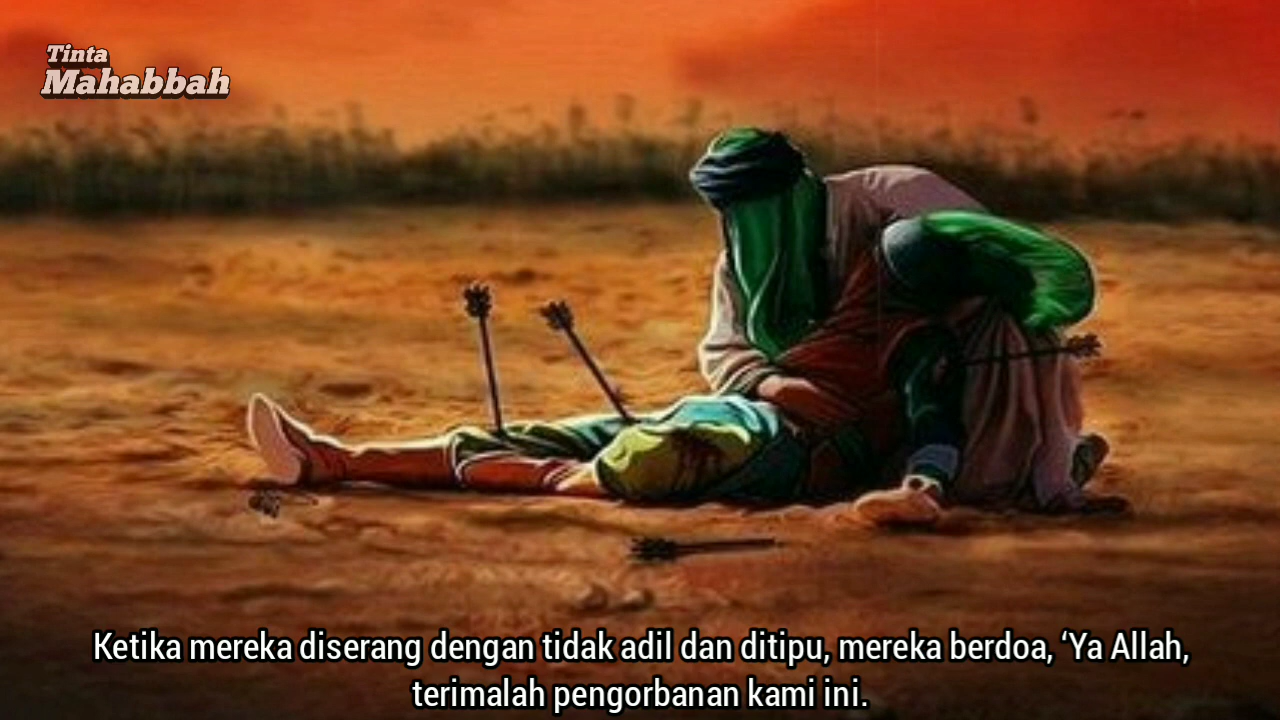 Tinta
Mahabbah
Ketika mereka diserang dengan tidak adil dan ditipu, mereka berdoa, ‘Ya Allah,
terimalah pengorbanan kami ini.